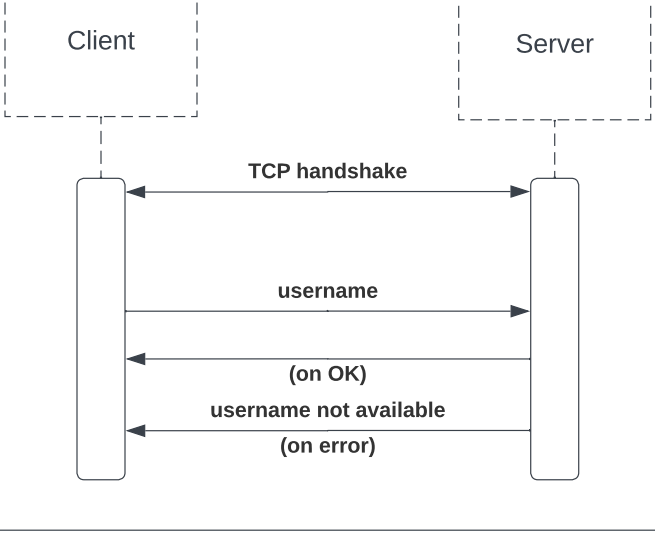 Client
Server
TCP handshake
username
(on OK)
username not available
(on error)